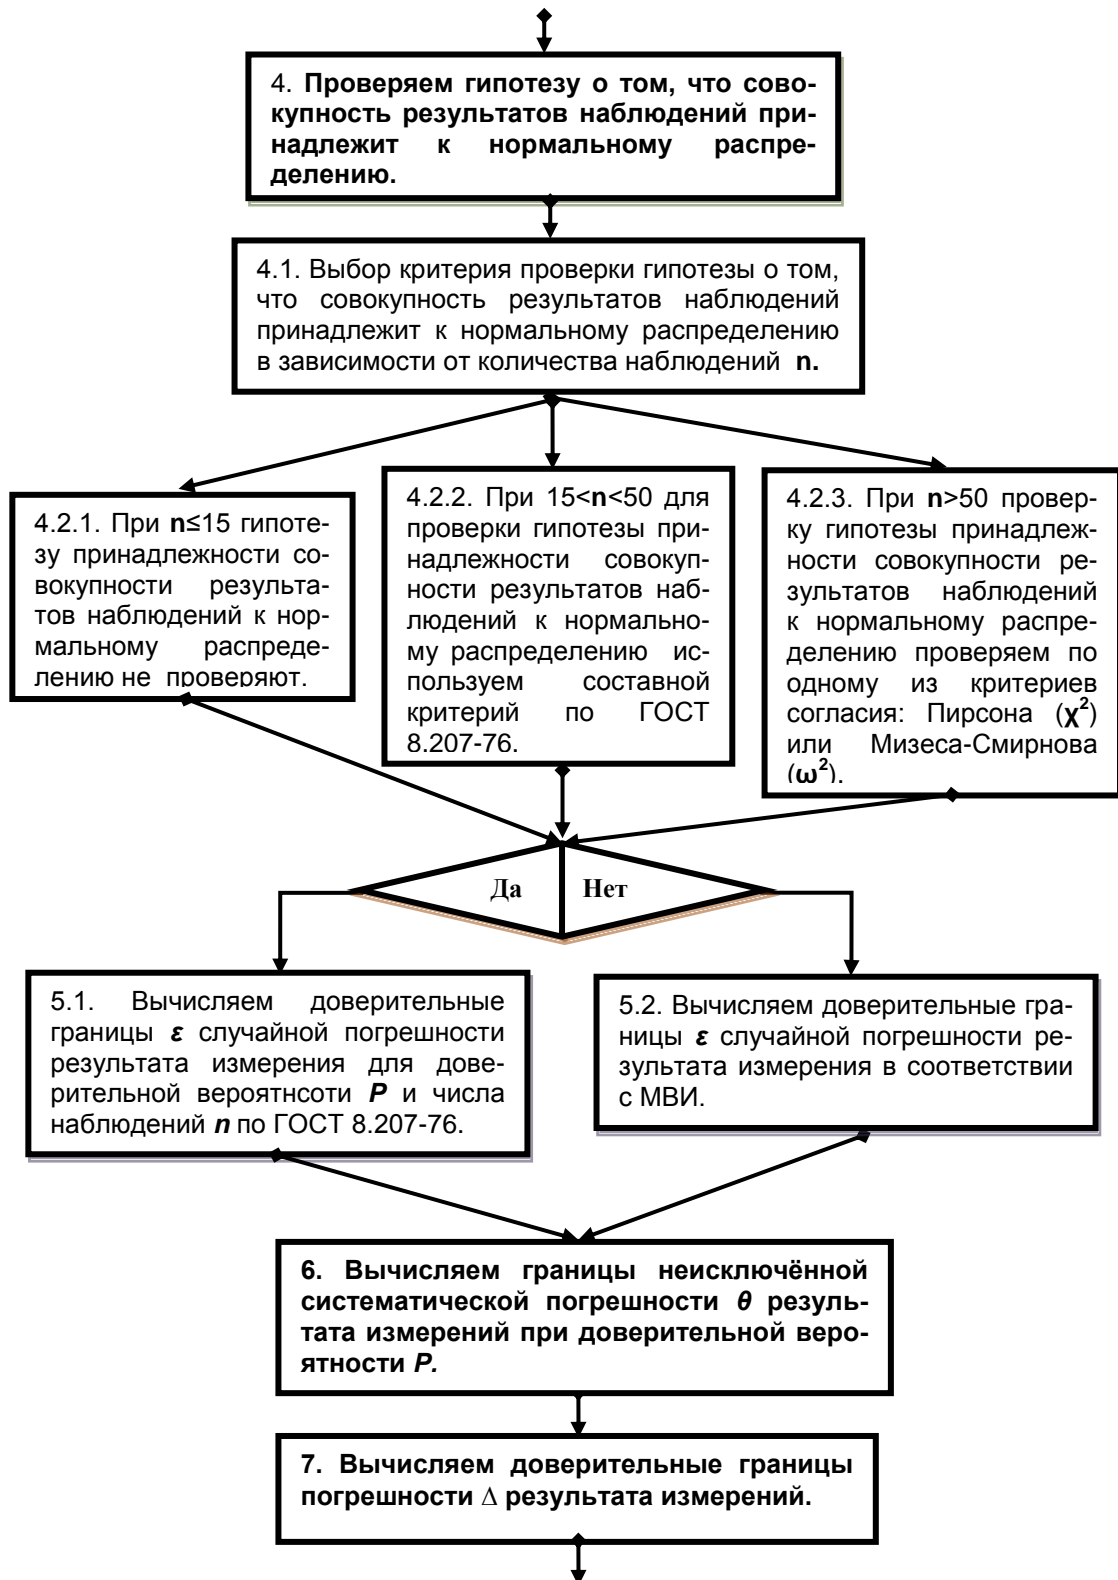 4. Проверяем гипотезу о том, что сово-
купность результатов наблюдений при-
надлежит к нормальному распре-
делению.
4.1. Выбор критерия проверки гипотезы о том,
что совокупность результатов наблюдений
принадлежит к нормальному распределению
в зависимости от количества наблюдений n.
4.2.1. При n≤15 гипоте-
зу принадлежности со-
вокупности результа-
тов наблюдений к нор-
мальному распреде-
лению не проверяют.
4.2.2. При 15<n<50 для
проверки гипотезы при-
надлежности совокуп-
ности результатов наб-
людений к нормально-
му распределению ис-
пользуем составной
критерий по ГОСТ
8.207-76.
4.2.3. При n>50 провер-
ку гипотезы принадлеж-
ности совокупности ре-
зультатов наблюдений
к нормальному распре-
делению проверяем по
одному из критериев
согласия: Пирсона (χ²)
или Мизеса-Смирнова
(ω²).
Да Нет
5.1. Вычисляем доверительные
границы ε случайной погрешности
результата измерения для дове-
рительной вероятнсоти P и числа
наблюдений n по ГОСТ 8.207-76.
5.2. Вычисляем доверительные гра-
ницы ε случайной погрешности ре-
зультата измерения в соответствии
с МВИ.
6. Вычисляем границы неисключённой
систематической погрешности θ резуль-
тата измерений при доверительной веро-
ятности P.
7. Вычисляем доверительные границы
погрешности Δ результата измерений.